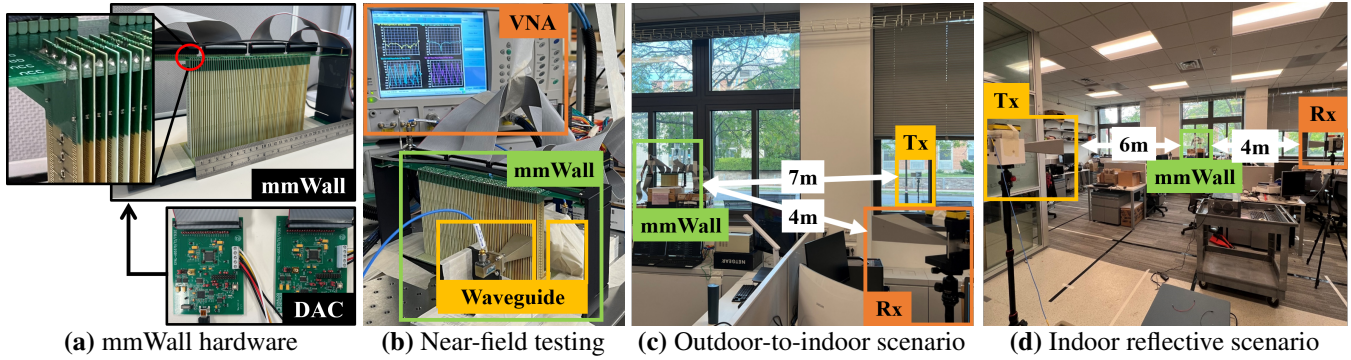 mmWall
DAC
(a) mmWall hardware
VNA
mmWall
Waveguide
(b) Near-field testing
Tx
7m
mmWall
4m
NETGEAR
Rx
(c) Outdoor-to-indoor scenario
Tx
Rx
6m
4m
mmWall
(d) Indoor reflective scenario